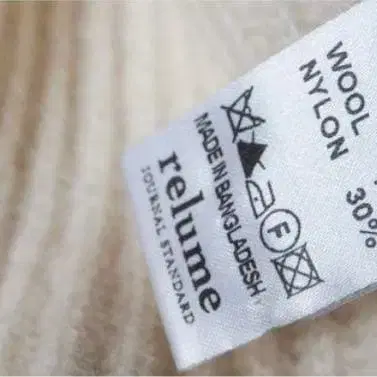 WOOL
NYLON 30%
F
MADE IN BANGLADESH
relume
JOURNAL STANDARD